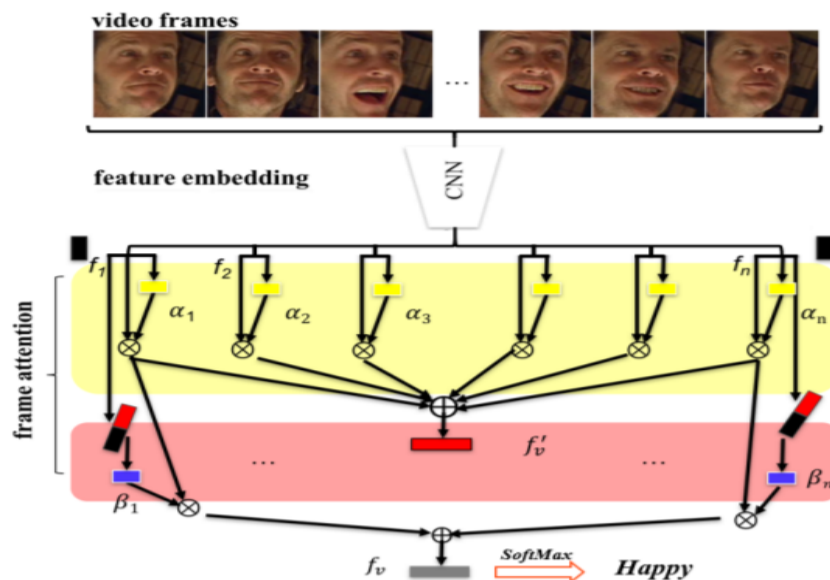 video frames
...
feature embedding
CNN
f₁ f₂ fₙ
α₁ α₂ α₃ αₙ
frame attention
f'ᵥ
... ...
β₁ βₙ
fᵥ SoftMax Happy